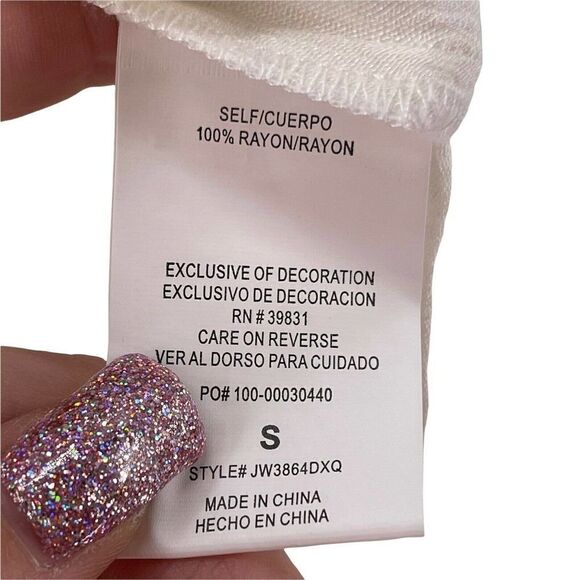 SELF/CUERPO
100% RAYON/RAYON
EXCLUSIVE OF DECORATION
EXCLUSIVO DE DECORACION
RN # 39831
CARE ON REVERSE
VER AL DORSO PARA CUIDADO
PO# 100-00030440
S
STYLE# JW3864DXQ
MADE IN CHINA
HECHO EN CHINA